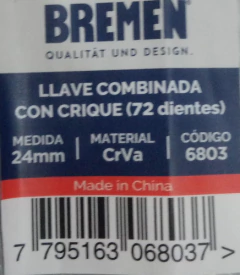 BREMEN®
QUALITÄT UND DESIGN.
LLAVE COMBINADA
CON CRIQUE (72 dientes)
MEDIDA | MATERIAL | CÓDIGO
24mm | CrVa | 6803
Made in China
7 795163 068037 >